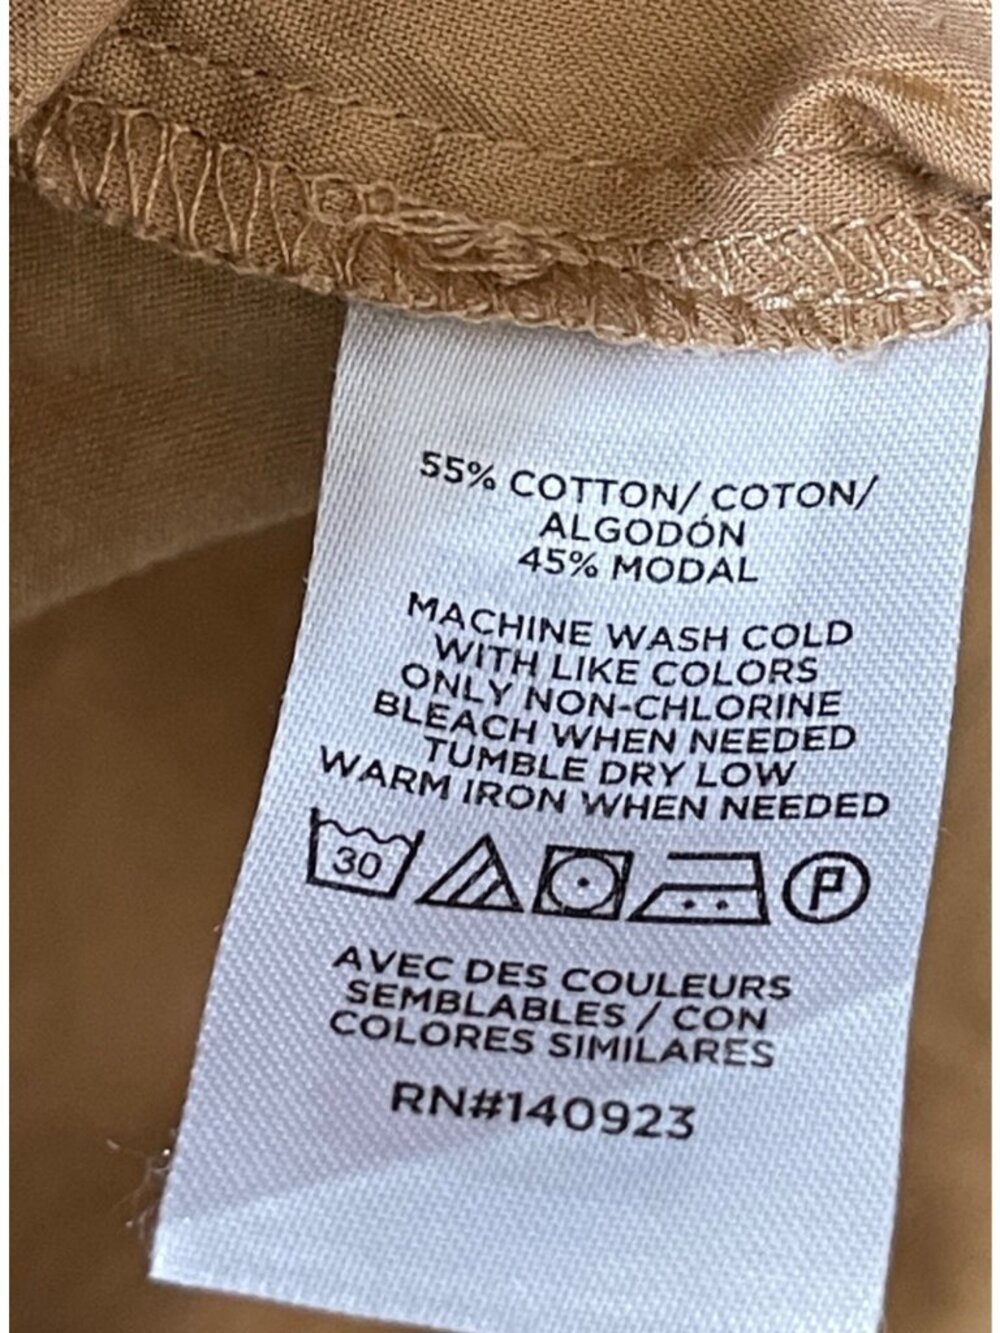 55% COTTON/ COTON/
ALGODÓN
45% MODAL
MACHINE WASH COLD
WITH LIKE COLORS
ONLY NON-CHLORINE
BLEACH WHEN NEEDED
TUMBLE DRY LOW
WARM IRON WHEN NEEDED
30 P
AVEC DES COULEURS
SEMBLABLES / CON
COLORES SIMILARES
RN#140923